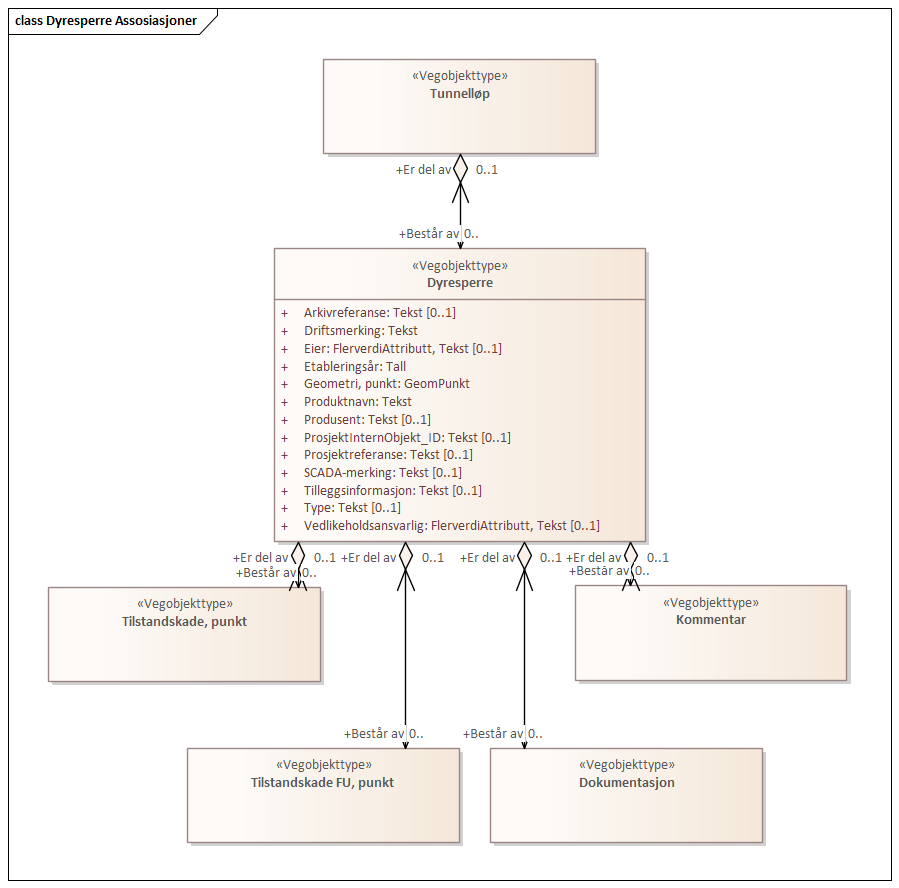 class Dyresperre Assosiasjoner
«Vegobjekttype»
Tunnelløp
+Er del av 0..1
+Består av 0..
«Vegobjekttype»
Dyresperre
+ Arkivreferanse: Tekst [0..1]
+ Driftsmerking: Tekst
+ Eier: FlerverdiAttributt, Tekst [0..1]
+ Etableringsår: Tall
+ Geometri, punkt: GeomPunkt
+ Produktnavn: Tekst
+ Produsent: Tekst [0..1]
+ ProsjektInternObjekt_ID: Tekst [0..1]
+ Prosjektreferanse: Tekst [0..1]
+ SCADA-merking: Tekst [0..1]
+ Tilleggsinformasjon: Tekst [0..1]
+ Type: Tekst [0..1]
+ Vedlikeholdsansvarlig: FlerverdiAttributt, Tekst [0..1]
+Er del av 0..1 +Er del av 0..1 +Er del av 0..1 +Er del av 0..1
+Består av 0.. +Består av 0..
«Vegobjekttype» «Vegobjekttype»
Tilstandskade, punkt Kommentar
+Består av 0.. +Består av 0..
«Vegobjekttype» «Vegobjekttype»
Tilstandskade FU, punkt Dokumentasjon